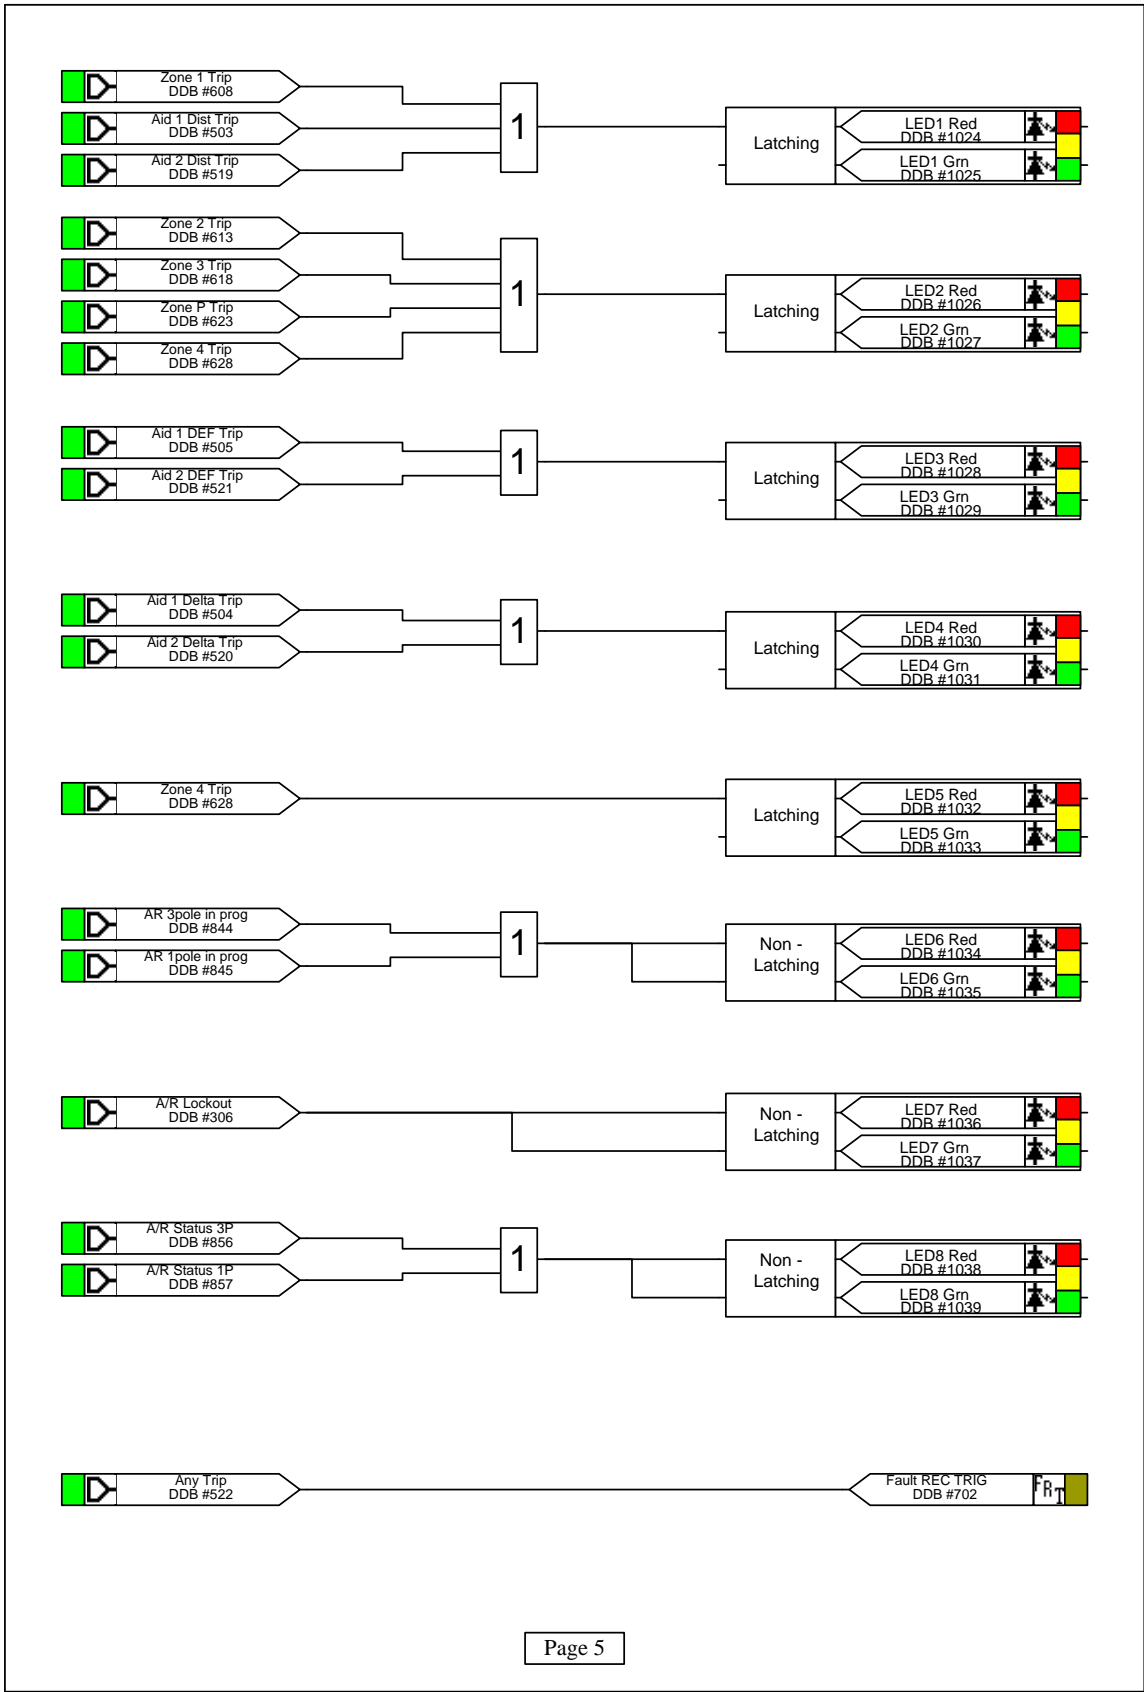 Zone 1 Trip
DDB #608
Aid 1 Dist Trip
DDB #503
Aid 2 Dist Trip
DDB #519
1
Latching
LED1 Red
DDB #1024
LED1 Grn
DDB #1025
Zone 2 Trip
DDB #613
Zone 3 Trip
DDB #618
Zone P Trip
DDB #623
Zone 4 Trip
DDB #628
1
Latching
LED2 Red
DDB #1026
LED2 Grn
DDB #1027
Aid 1 DEF Trip
DDB #505
Aid 2 DEF Trip
DDB #521
1
Latching
LED3 Red
DDB #1028
LED3 Grn
DDB #1029
Aid 1 Delta Trip
DDB #504
Aid 2 Delta Trip
DDB #520
1
Latching
LED4 Red
DDB #1030
LED4 Grn
DDB #1031
Zone 4 Trip
DDB #628
Latching
LED5 Red
DDB #1032
LED5 Grn
DDB #1033
AR 3pole in prog
DDB #844
AR 1pole in prog
DDB #845
1
Non -
Latching
LED6 Red
DDB #1034
LED6 Grn
DDB #1035
A/R Lockout
DDB #306
Non -
Latching
LED7 Red
DDB #1036
LED7 Grn
DDB #1037
A/R Status 3P
DDB #856
A/R Status 1P
DDB #857
1
Non -
Latching
LED8 Red
DDB #1038
LED8 Grn
DDB #1039
Any Trip
DDB #522
Fault REC TRIG
DDB #702
FRT
Page 5